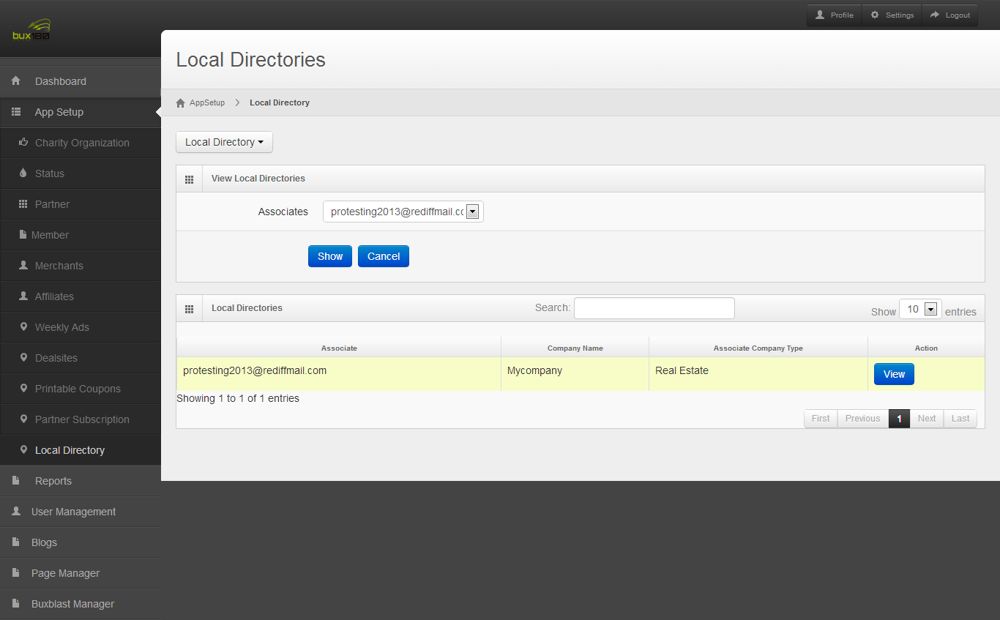 bux180
Profile
Settings
Logout
Local Directories
AppSetup
Local Directory
Dashboard
App Setup
Charity Organization
Status
Partner
Member
Merchants
Affiliates
Weekly Ads
Dealsites
Printable Coupons
Partner Subscription
Local Directory
Reports
User Management
Blogs
Page Manager
Buxblast Manager
Local Directory
View Local Directories
Associates protesting2013@rediffmail.co
Show Cancel
Local Directories Search: Show 10 entries
Associate Company Name Associate Company Type Action
protesting2013@rediffmail.com Mycompany Real Estate View
Showing 1 to 1 of 1 entries
First Previous 1 Next Last